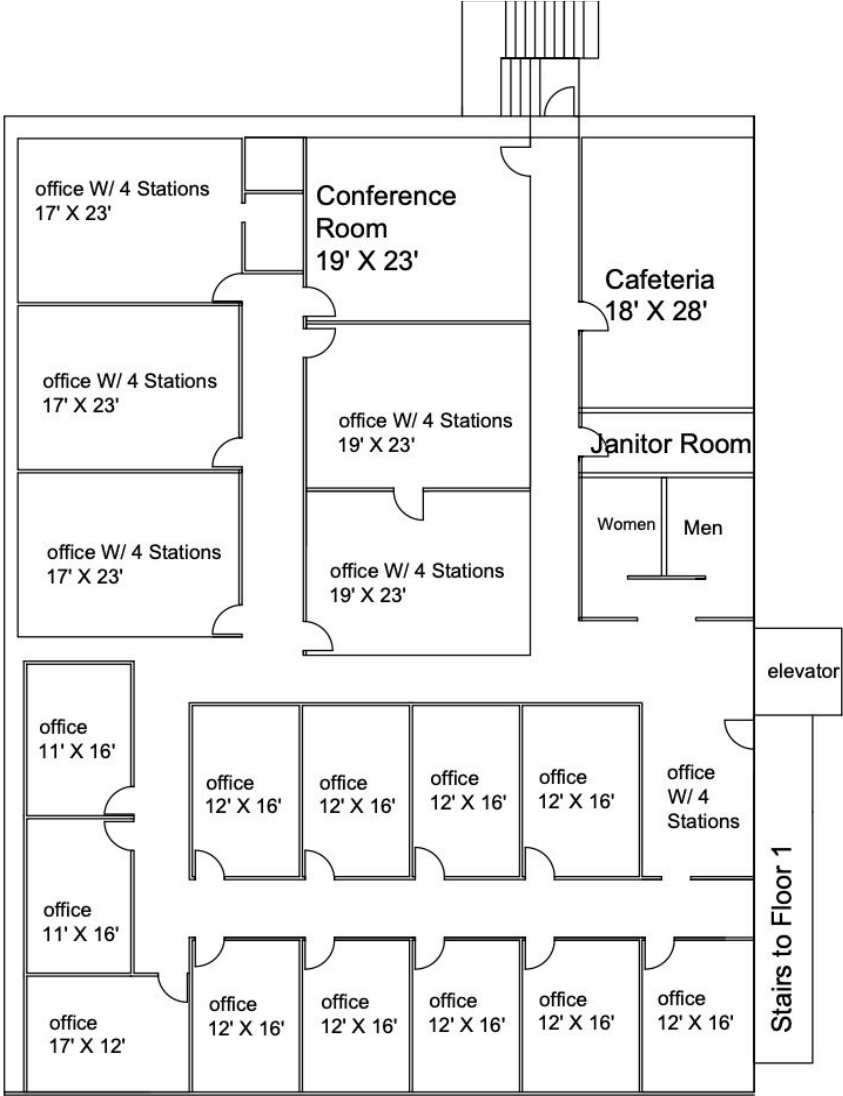 office W/ 4 Stations
17' X 23'
Conference
Room
19' X 23'
Cafeteria
18' X 28'
office W/ 4 Stations
17' X 23'
office W/ 4 Stations
19' X 23'
Janitor Room
Women
Men
office W/ 4 Stations
17' X 23'
office W/ 4 Stations
19' X 23'
elevator
office
11' X 16'
office
12' X 16'
office
12' X 16'
office
12' X 16'
office
12' X 16'
office
W/ 4
Stations
office
11' X 16'
Stairs to Floor 1
office
17' X 12'
office
12' X 16'
office
12' X 16'
office
12' X 16'
office
12' X 16'
office
12' X 16'